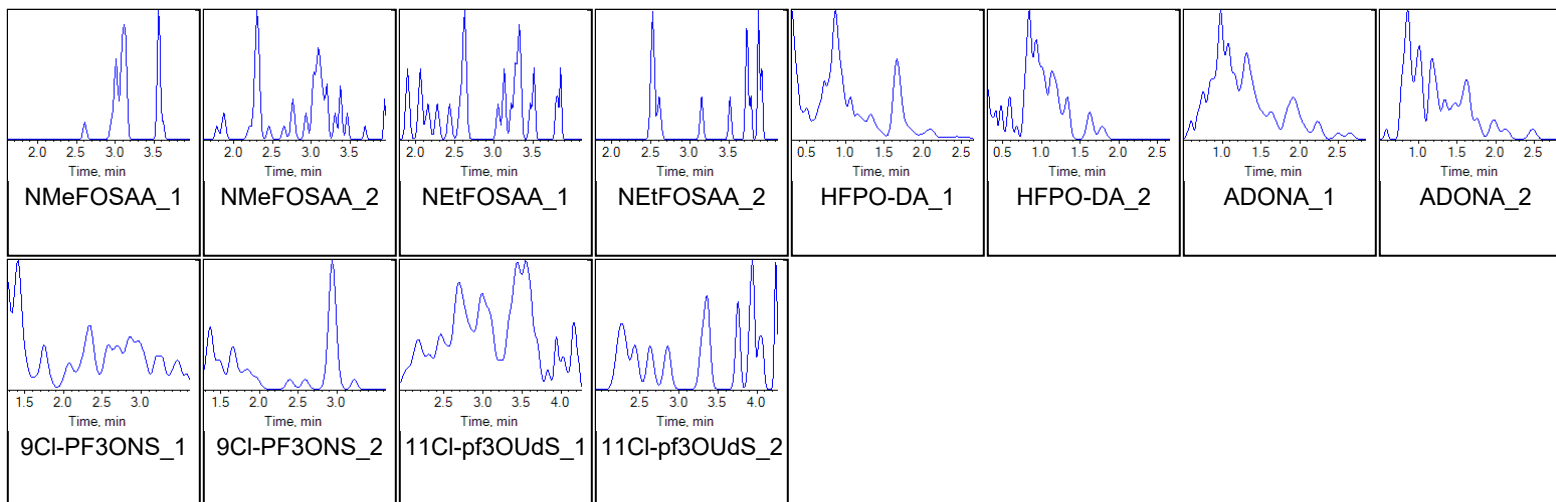 2.0 2.5 3.0 3.5 2.0 2.5 3.0 3.5 2.0 2.5 3.0 3.5 2.0 2.5 3.0 3.5 0.5 1.0 1.5 2.0 2.5 0.5 1.0 1.5 2.0 2.5 1.0 1.5 2.0 2.5 1.0 1.5 2.0 2.5
Time, min Time, min Time, min Time, min Time, min Time, min Time, min Time, min
NMeFOSAA_1 NMeFOSAA_2 NEtFOSAA_1 NEtFOSAA_2 HFPO-DA_1 HFPO-DA_2 ADONA_1 ADONA_2
1.5 2.0 2.5 3.0 1.5 2.0 2.5 3.0 2.5 3.0 3.5 4.0 2.5 3.0 3.5 4.0
Time, min Time, min Time, min Time, min
9Cl-PF3ONS_1 9Cl-PF3ONS_2 11Cl-pf3OUdS_1 11Cl-pf3OUdS_2